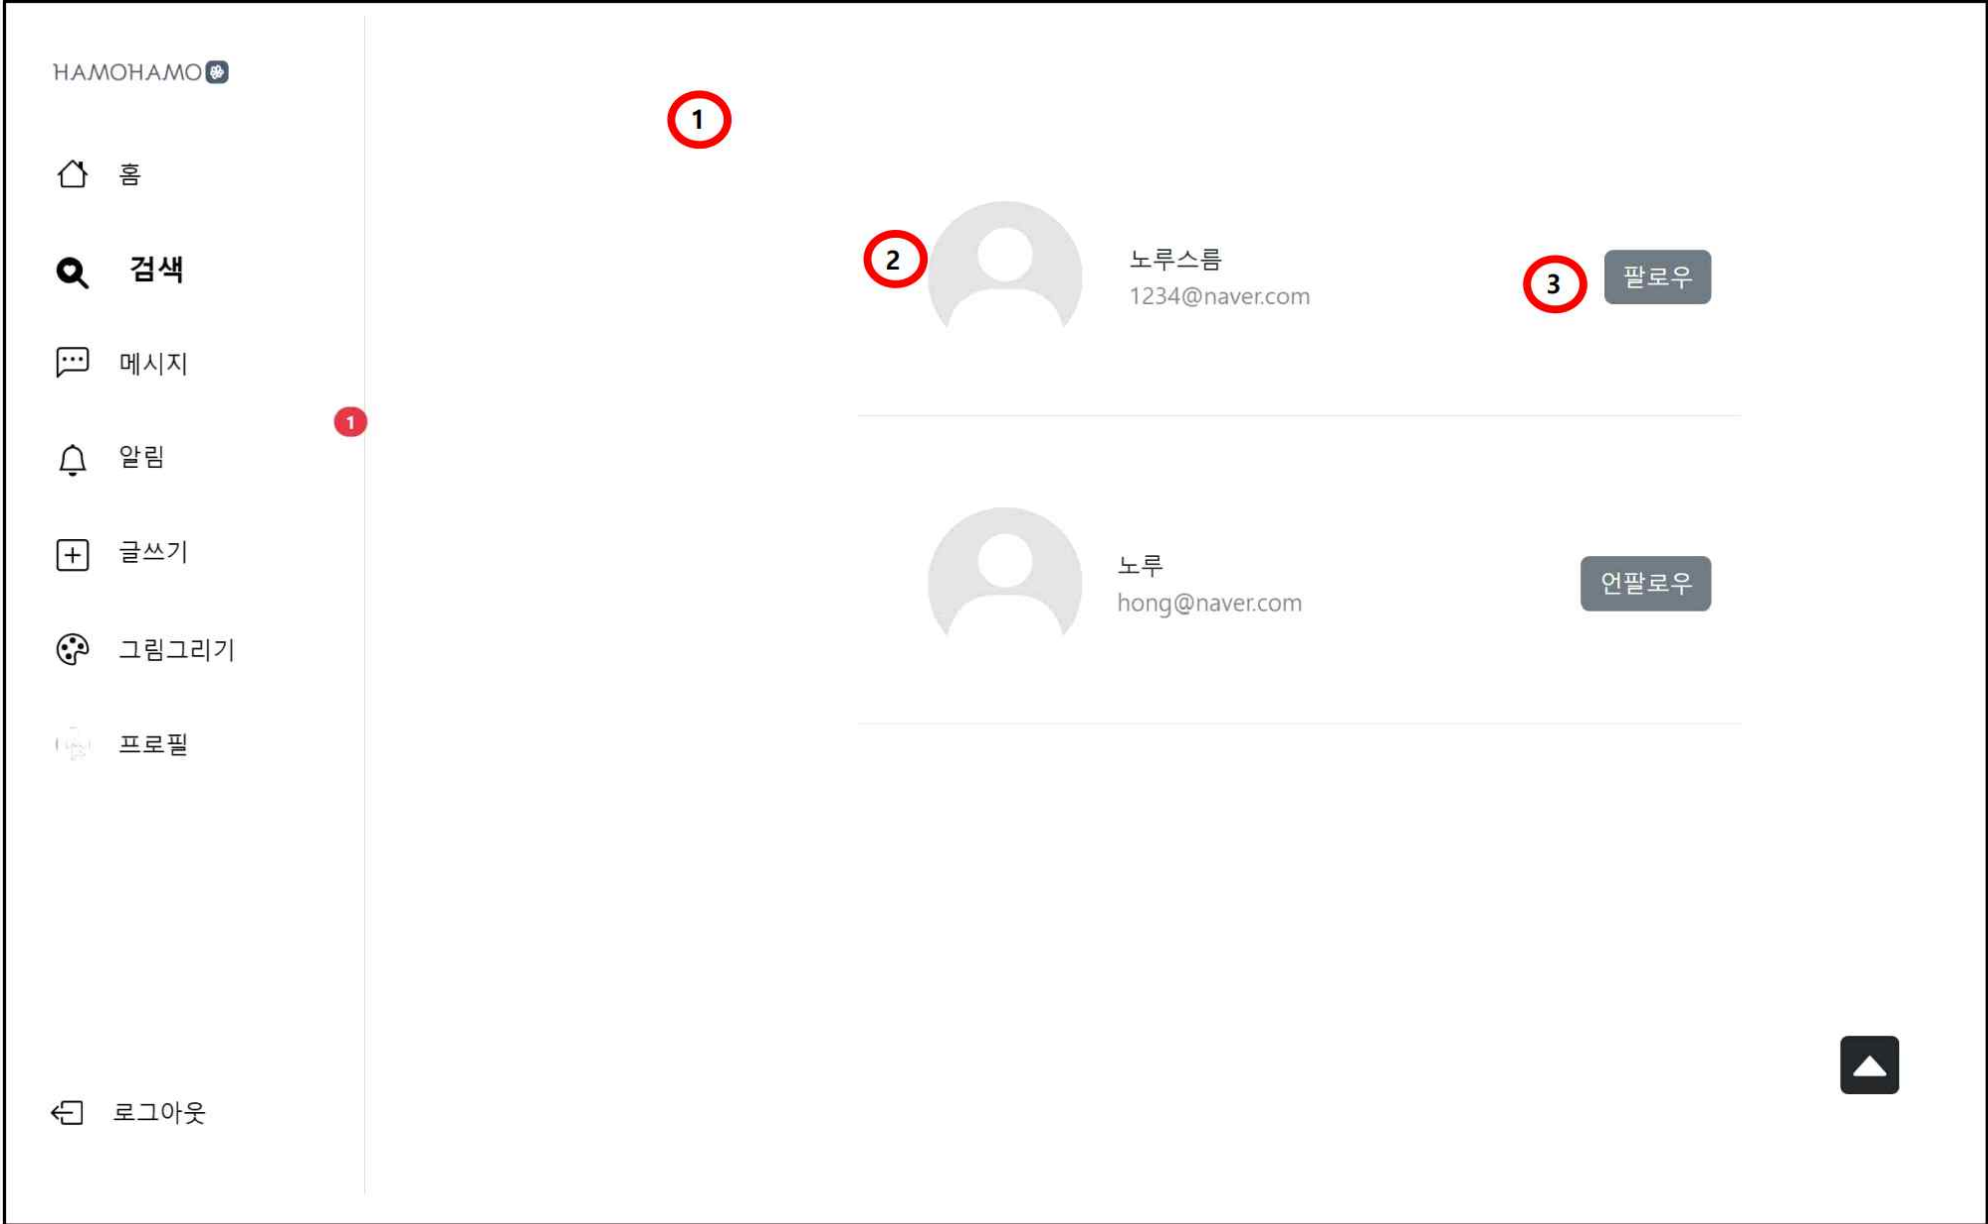 HAMOHAMO
홈
검색
메시지
1
알림
글쓰기
그림그리기
프로필
로그아웃
1
2
노루스름
1234@naver.com
3
팔로우
노루
hong@naver.com
언팔로우